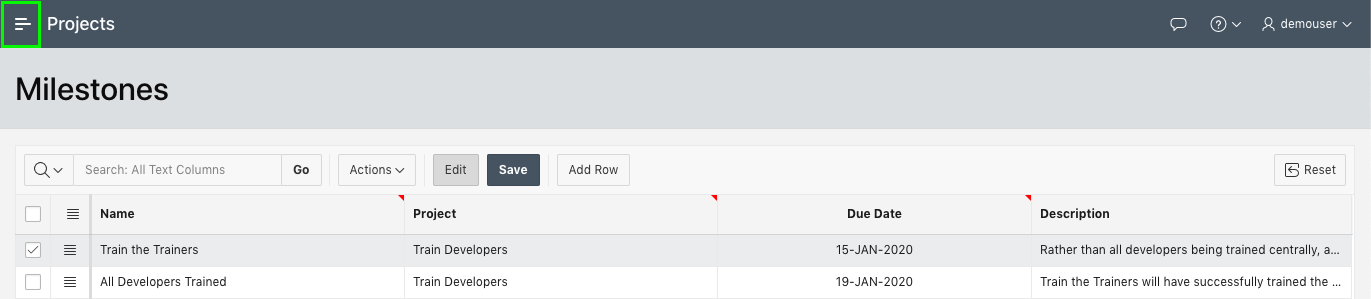 Projects demouser
Milestones
Search: All Text Columns Go Actions Edit Save Add Row Reset
Name Project Due Date Description
Train the Trainers Train Developers 15-JAN-2020 Rather than all developers being trained centrally, a...
All Developers Trained Train Developers 19-JAN-2020 Train the Trainers will have successfully trained the ...